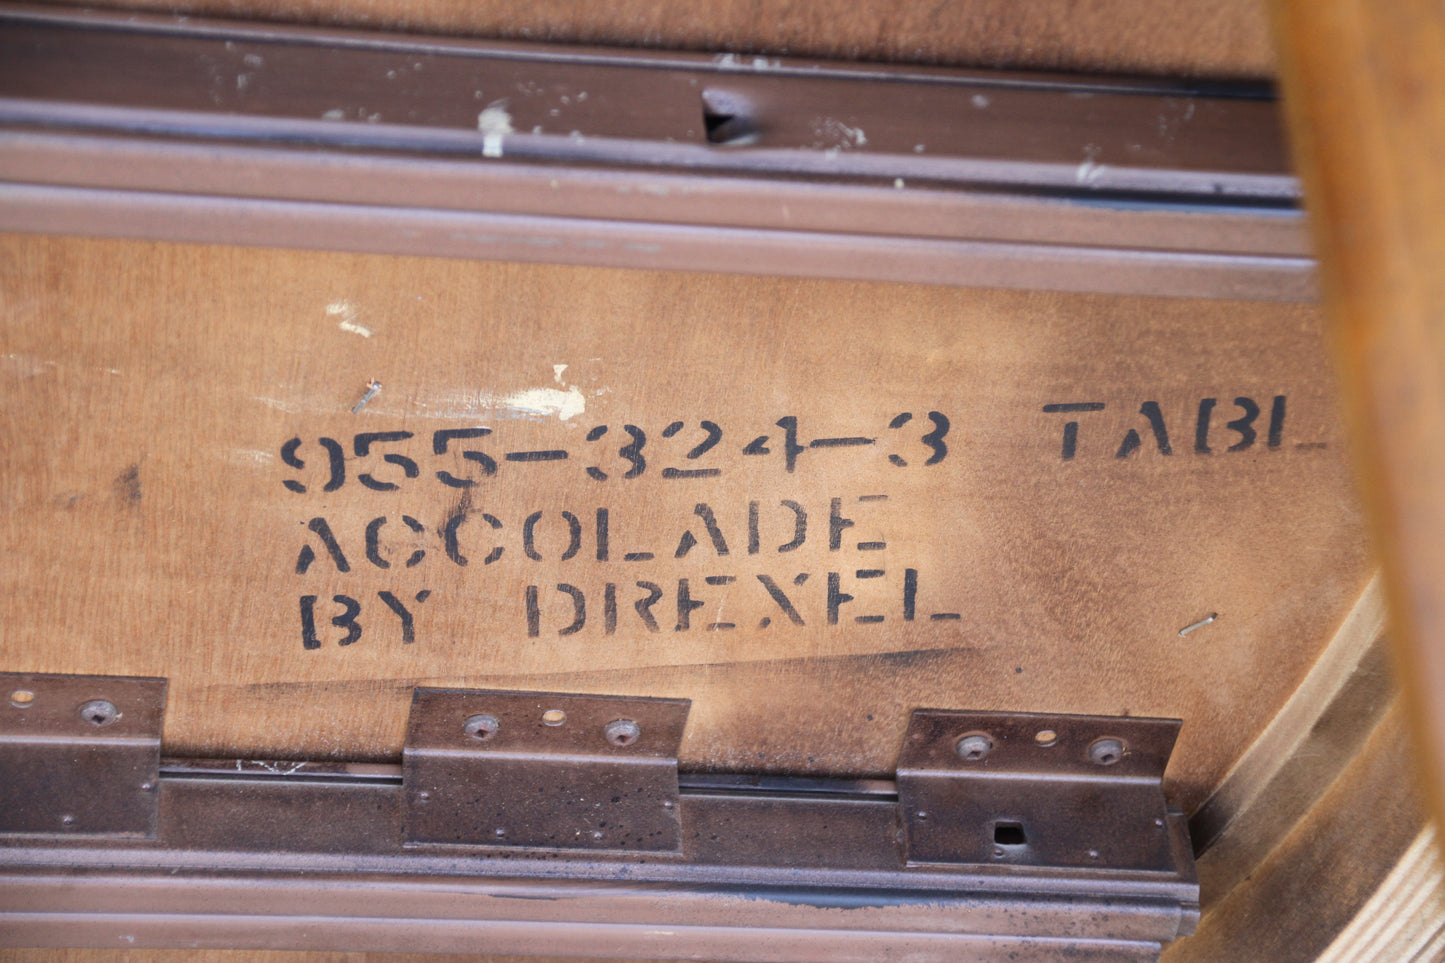 955-324-3 TABL
ACCOLADE
BY DREXEL